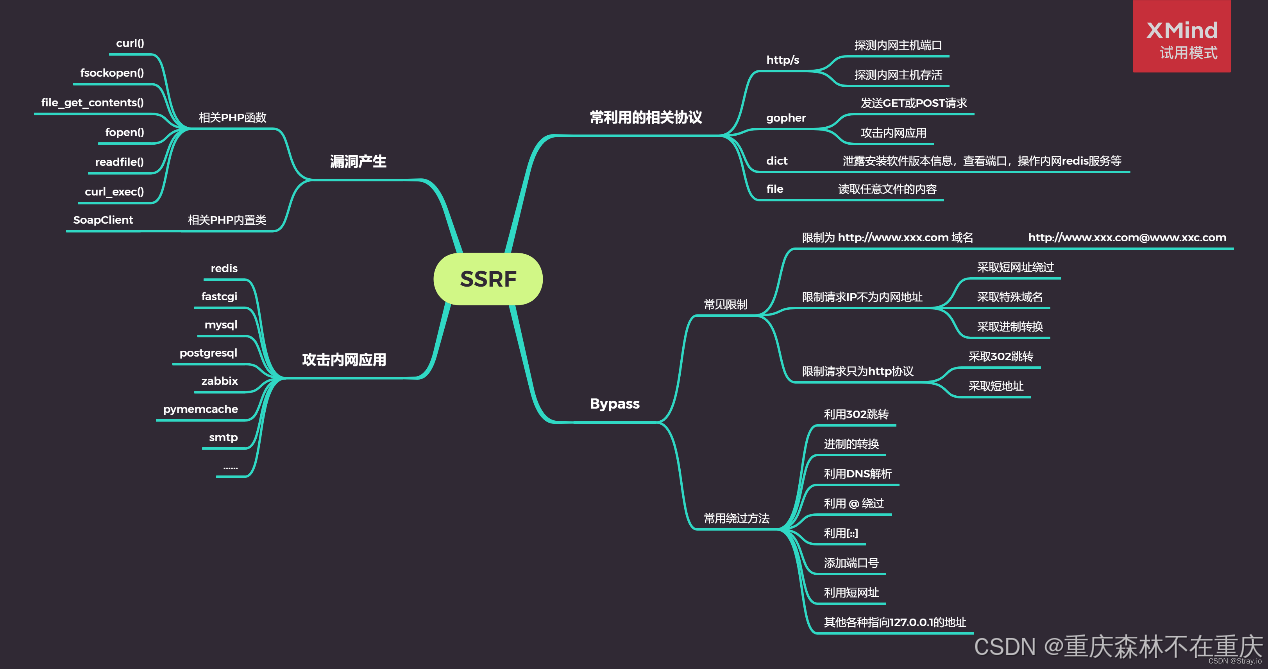 XMind
试用模式
SSRF
漏洞产生
相关PHP函数
curl()
fsockopen()
file_get_contents()
fopen()
readfile()
curl_exec()
相关PHP内置类
SoapClient
攻击内网应用
redis
fastcgi
mysql
postgresql
zabbix
pymemcache
smtp
......
常利用的相关协议
http/s
探测内网主机端口
探测内网主机存活
gopher
发送GET或POST请求
攻击内网应用
dict
泄露安装软件版本信息，查看端口，操作内网redis服务等
file
读取任意文件的内容
Bypass
常见限制
限制为 http://www.xxx.com 域名
http://www.xxx.com@www.xxc.com
限制请求IP不为内网地址
采取短网址绕过
采取特殊域名
采取进制转换
限制请求只为http协议
采取302跳转
采取短地址
常用绕过方法
利用302跳转
进制的转换
利用DNS解析
利用 @ 绕过
利用[::]
添加端口号
利用短网址
其他各种指向127.0.0.1的地址
CSDN @重庆森林不在重庆
CSDN @Stray.io